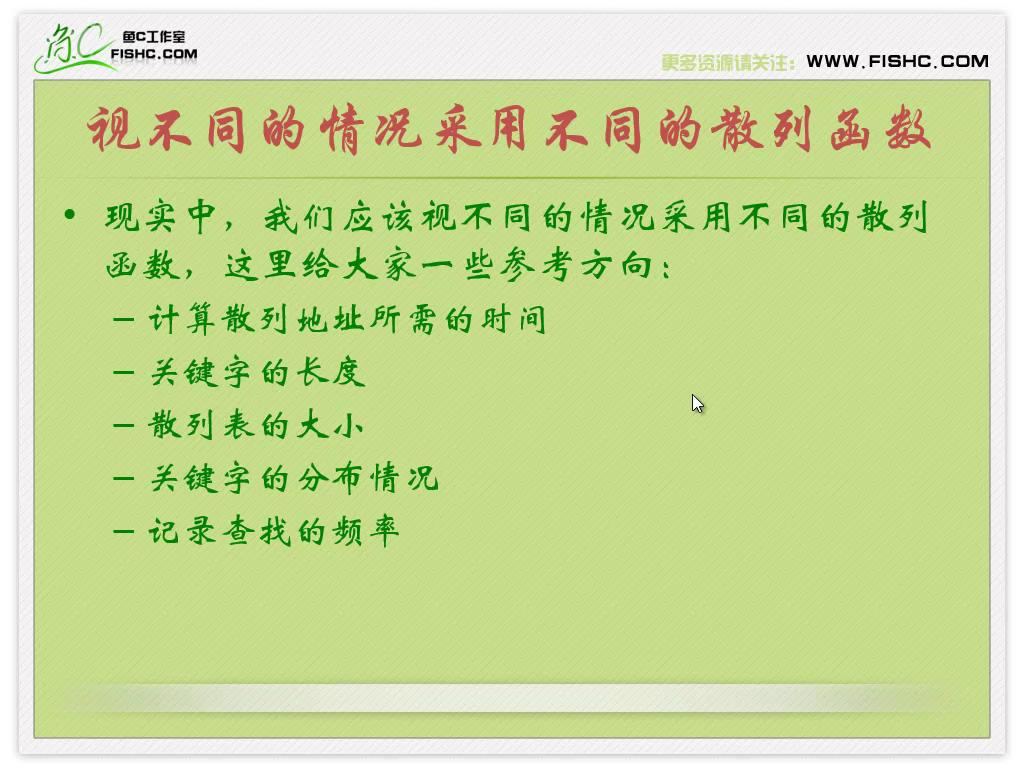 鱼C工作室
FISHC.COM
更多资源请关注：WWW.FISHC.COM
视不同的情况采用不同的散列函数
• 现实中，我们应该视不同的情况采用不同的散列
函数，这里给大家一些参考方向：
– 计算散列地址所需的时间
– 关键字的长度
– 散列表的大小
– 关键字的分布情况
– 记录查找的频率